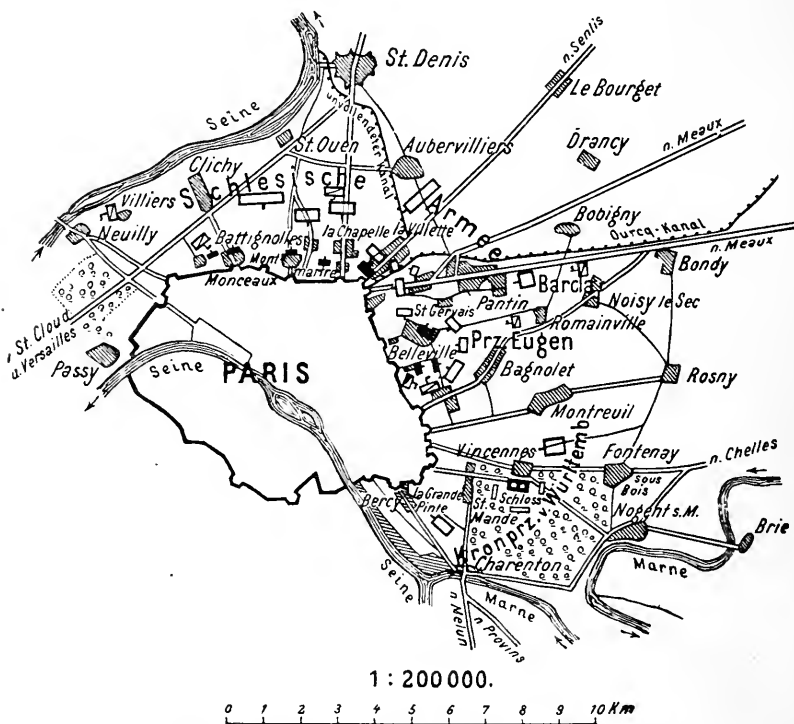 St. Denis
n. Senlis
Le Bourget
Seine
unvollendeter Kanal
St. Ouen
Aubervilliers
Drancy
n. Meaux
Clichy
Schlesische Armee
Villiers
Neuilly
Battignolles
la Chapelle
la Villette
Bobigny
Ourcq-Kanal
n. Meaux
Mont
martre
Monceaux
Pantin
Barcla
Bondy
Noisy le Sec
St Gervais
Romainville
n. St. Cloud
u. Versailles
Passy
Seine
PARIS
Belleville
Prz. Eugen
Bagnolet
Rosny
Montreuil
Vincennes
Fontenay
sous
Bois
n. Chelles
Bercy
la Grande
Pinte
St.
Mandé
Schloss
Kronprz. v. Württemb
Nogent s. M.
Brie
Charenton
Seine
Marne
Marne
n Melun
n Provins
1 : 200000.
0 1 2 3 4 5 6 7 8 9 10 Km